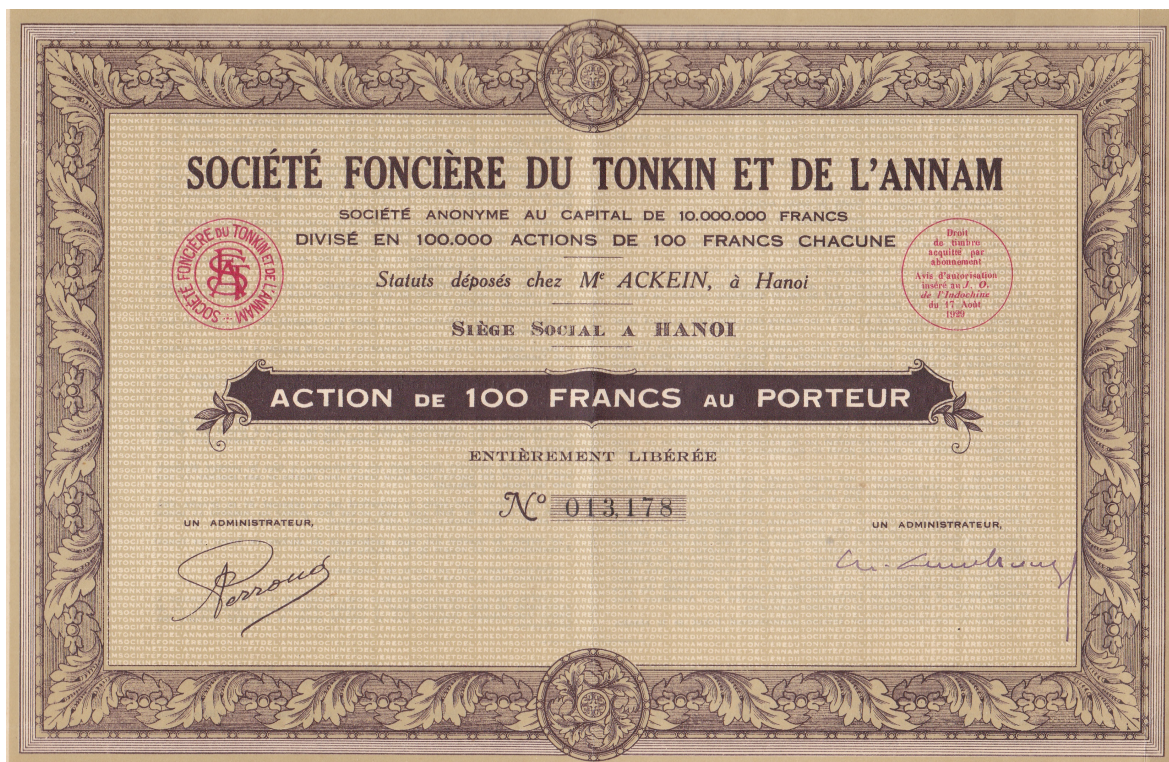 SOCIÉTÉ FONCIÈRE DU TONKIN ET DE L'ANNAM
SOCIÉTÉ ANONYME AU CAPITAL DE 10.000.000 FRANCS
DIVISÉ EN 100.000 ACTIONS DE 100 FRANCS CHACUNE
SOCIÉTÉ FONCIÈRE DU TONKIN ET DE L'ANNAM
Droit
de timbre
acquitté par
abonnement
Avis d'autorisation
inséré au J. O.
de l'Indochine
du 17 Août
1929
Statuts déposés chez Me ACKEIN, à Hanoi
SIÈGE SOCIAL A HANOI
ACTION DE 100 FRANCS AU PORTEUR
ENTIÈREMENT LIBÉRÉE
No 013,178
UN ADMINISTRATEUR,
UN ADMINISTRATEUR,
Perroud